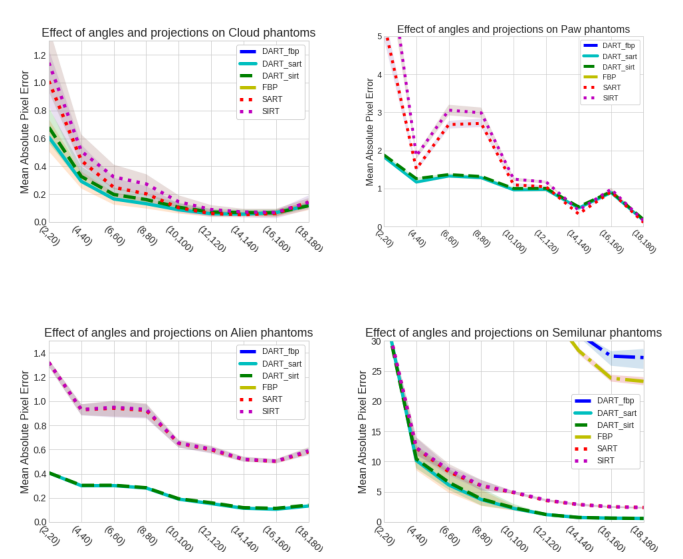 Effect of angles and projections on Cloud phantoms
Mean Absolute Pixel Error
1.2
1.0
0.8
0.6
0.4
0.2
0.0
DART_fbp
DART_sart
DART_sirt
FBP
SART
SIRT
(2,20)
(4,40)
(6,60)
(8,80)
(10,100)
(12,120)
(14,140)
(16,160)
(18,180)
Effect of angles and projections on Paw phantoms
Mean Absolute Pixel Error
5
4
3
2
1
0
DART_fbp
DART_sart
DART_sirt
FBP
SART
SIRT
(2,20)
(4,40)
(6,60)
(8,80)
(10,100)
(12,120)
(14,140)
(16,160)
(18,180)
Effect of angles and projections on Alien phantoms
Mean Absolute Pixel Error
1.4
1.2
1.0
0.8
0.6
0.4
0.2
0.0
DART_fbp
DART_sart
DART_sirt
FBP
SART
SIRT
(2,20)
(4,40)
(6,60)
(8,80)
(10,100)
(12,120)
(14,140)
(16,160)
(18,180)
Effect of angles and projections on Semilunar phantoms
Mean Absolute Pixel Error
30
25
20
15
10
5
0
DART_fbp
DART_sart
DART_sirt
FBP
SART
SIRT
(2,20)
(4,40)
(6,60)
(8,80)
(10,100)
(12,120)
(14,140)
(16,160)
(18,180)